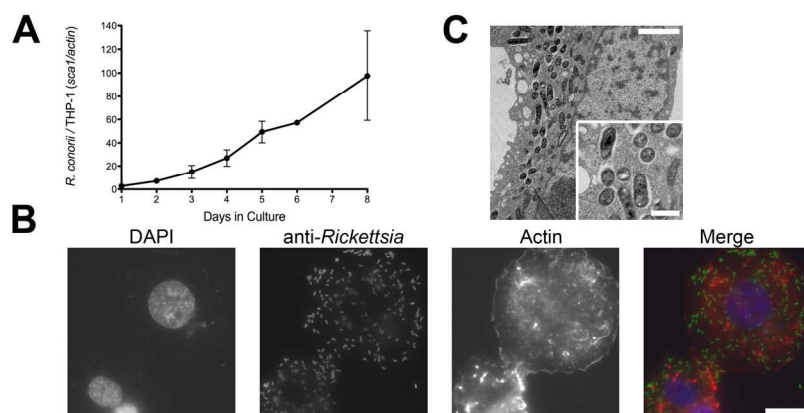 A
R. conorii / THP-1 (sca1/actin)
140
120
100
80
60
40
20
0
1 2 3 4 5 6 7 8
Days in Culture
C
B
DAPI
anti-Rickettsia
Actin
Merge